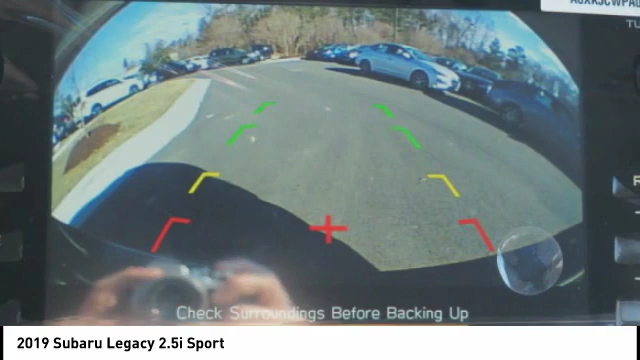 Check Surroundings Before Backing Up
2019 Subaru Legacy 2.5i Sport